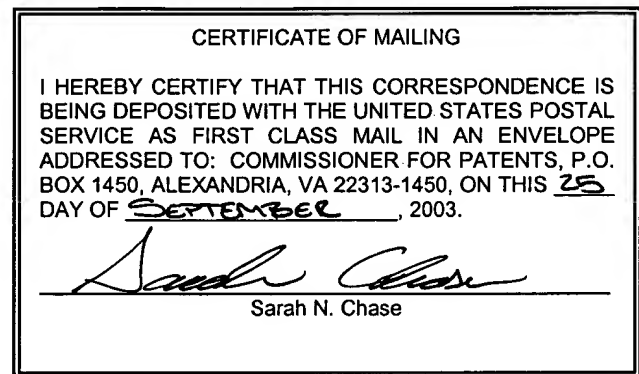 CERTIFICATE OF MAILING
I HEREBY CERTIFY THAT THIS CORRESPONDENCE IS
BEING DEPOSITED WITH THE UNITED STATES POSTAL
SERVICE AS FIRST CLASS MAIL IN AN ENVELOPE
ADDRESSED TO: COMMISSIONER FOR PATENTS, P.O.
BOX 1450, ALEXANDRIA, VA 22313-1450, ON THIS 25
DAY OF SEPTEMBER, 2003.
Sarah Chase
Sarah N. Chase